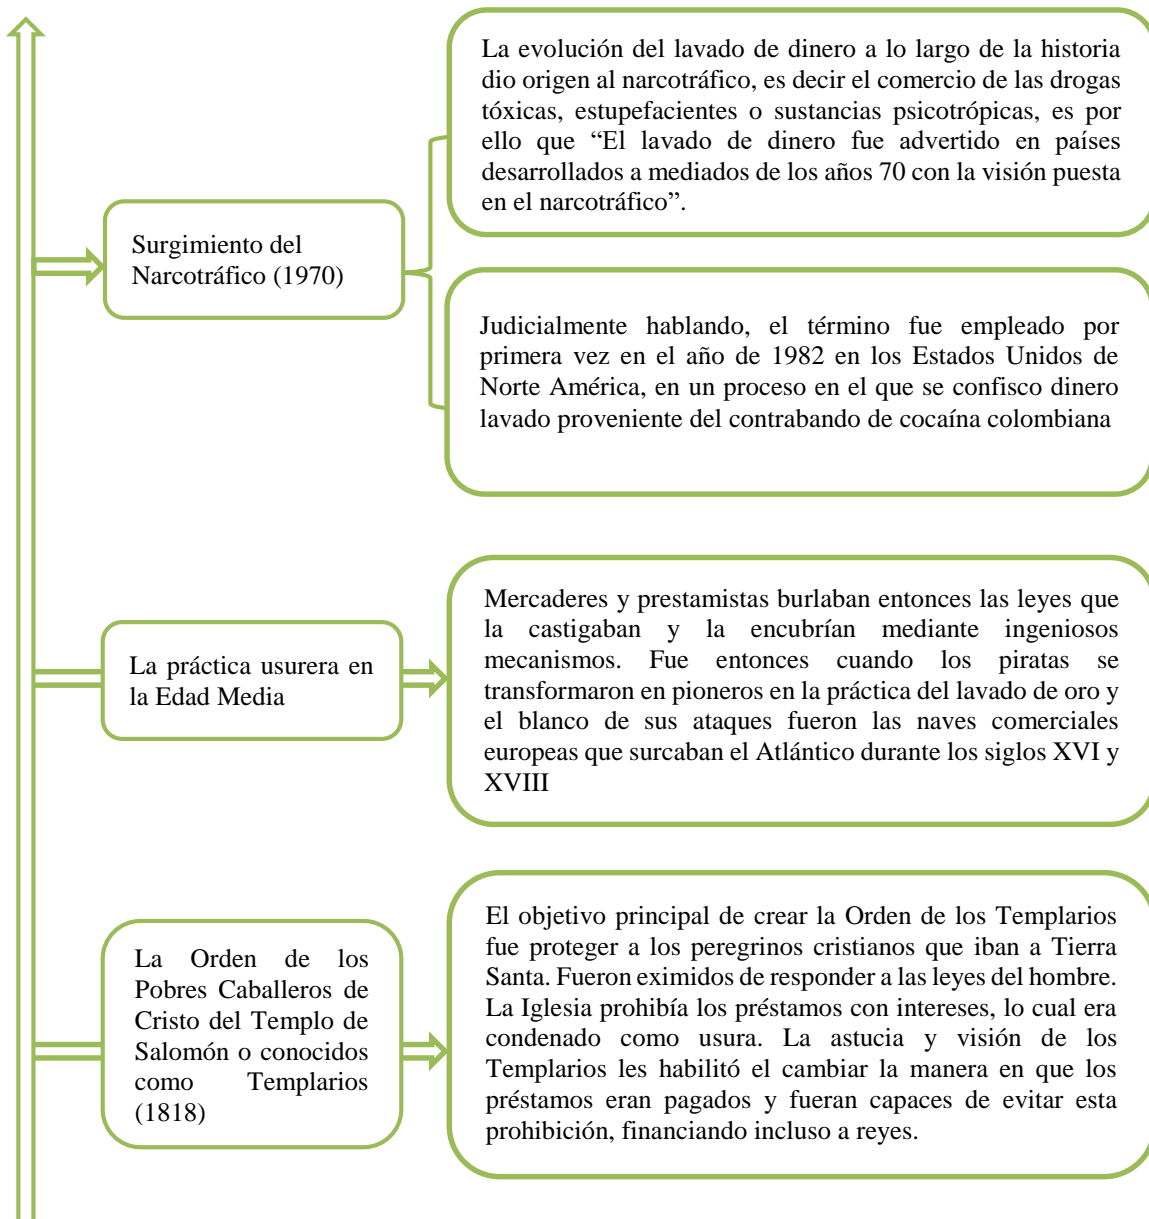 La evolución del lavado de dinero a lo largo de la historia
dio origen al narcotráfico, es decir el comercio de las drogas
tóxicas, estupefacientes o sustancias psicotrópicas, es por
ello que “El lavado de dinero fue advertido en países
desarrollados a mediados de los años 70 con la visión puesta
en el narcotráfico”.
Surgimiento del
Narcotráfico (1970)
Judicialmente hablando, el término fue empleado por
primera vez en el año de 1982 en los Estados Unidos de
Norte América, en un proceso en el que se confisco dinero
lavado proveniente del contrabando de cocaína colombiana
La práctica usurera en
la Edad Media
Mercaderes y prestamistas burlaban entonces las leyes que
la castigaban y la encubrían mediante ingeniosos
mecanismos. Fue entonces cuando los piratas se
transformaron en pioneros en la práctica del lavado de oro y
el blanco de sus ataques fueron las naves comerciales
europeas que surcaban el Atlántico durante los siglos XVI y
XVIII
La Orden de los
Pobres Caballeros de
Cristo del Templo de
Salomón o conocidos
como Templarios
(1818)
El objetivo principal de crear la Orden de los Templarios
fue proteger a los peregrinos cristianos que iban a Tierra
Santa. Fueron eximidos de responder a las leyes del hombre.
La Iglesia prohibía los préstamos con intereses, lo cual era
condenado como usura. La astucia y visión de los
Templarios les habilitó el cambiar la manera en que los
préstamos eran pagados y fueran capaces de evitar esta
prohibición, financiando incluso a reyes.